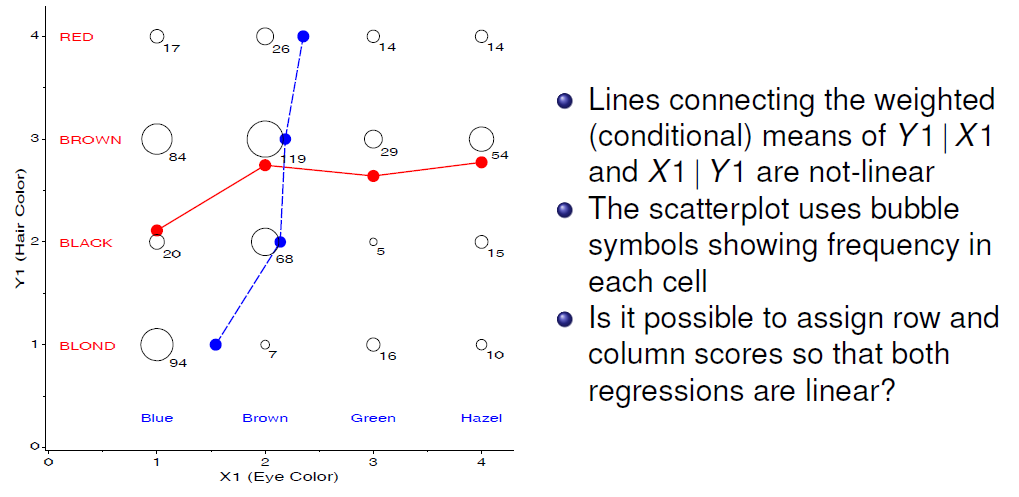 4
RED
17
26
14
14
3
BROWN
84
119
29
54
Y1 (Hair Color)
2
BLACK
20
68
5
15
1
BLOND
94
7
16
10
Blue
Brown
Green
Hazel
0
0
1
2
3
4
X1 (Eye Color)
Lines connecting the weighted
(conditional) means of Y1 | X1
and X1 | Y1 are not-linear
The scatterplot uses bubble
symbols showing frequency in
each cell
Is it possible to assign row and
column scores so that both
regressions are linear?